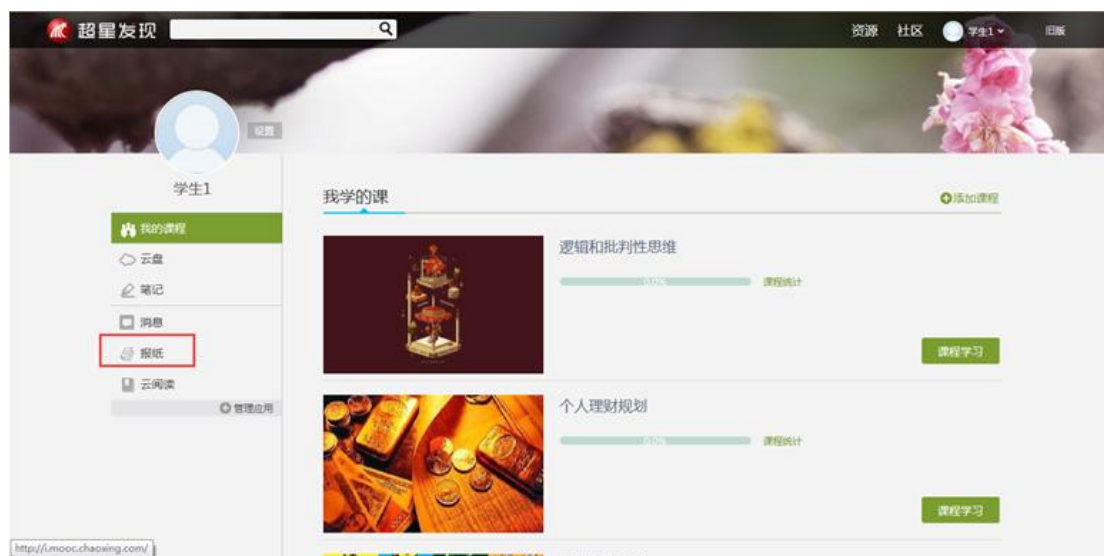 超星发现
资源 社区 学生1 旧版
设置
学生1
我的课程
云盘
笔记
消息
报纸
云阅读
管理应用
我学的课
添加课程
逻辑和批判性思维
0.0% 课程统计
课程学习
个人理财规划
0.0% 课程统计
课程学习
http://i.mooc.chaoxing.com/